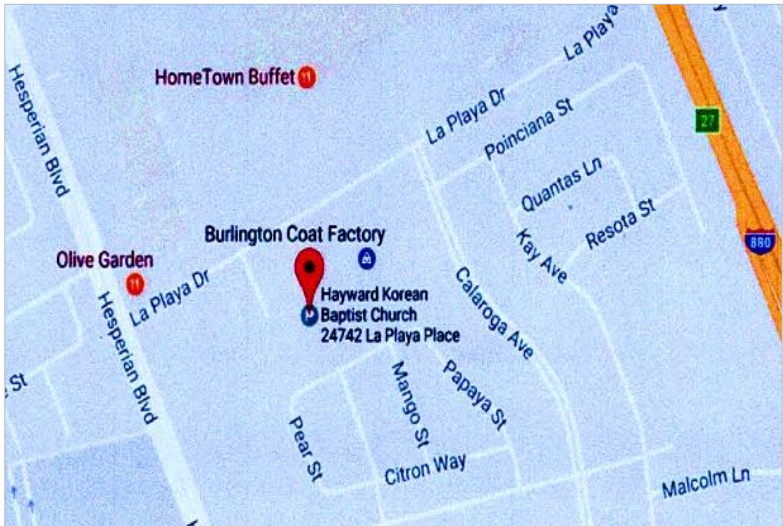 La Playa
HomeTown Buffet
Hesperian Blvd
La Playa Dr
Poinciana St
27
Quantas Ln
Burlington Coat Factory
Kay Ave
Resota St
880
Olive Garden
La Playa Dr
Hayward Korean
Baptist Church
24742 La Playa Place
Calaroga Ave
Hesperian Blvd
Mango St
Papaya St
Pear St
Citron Way
Malcolm Ln
St